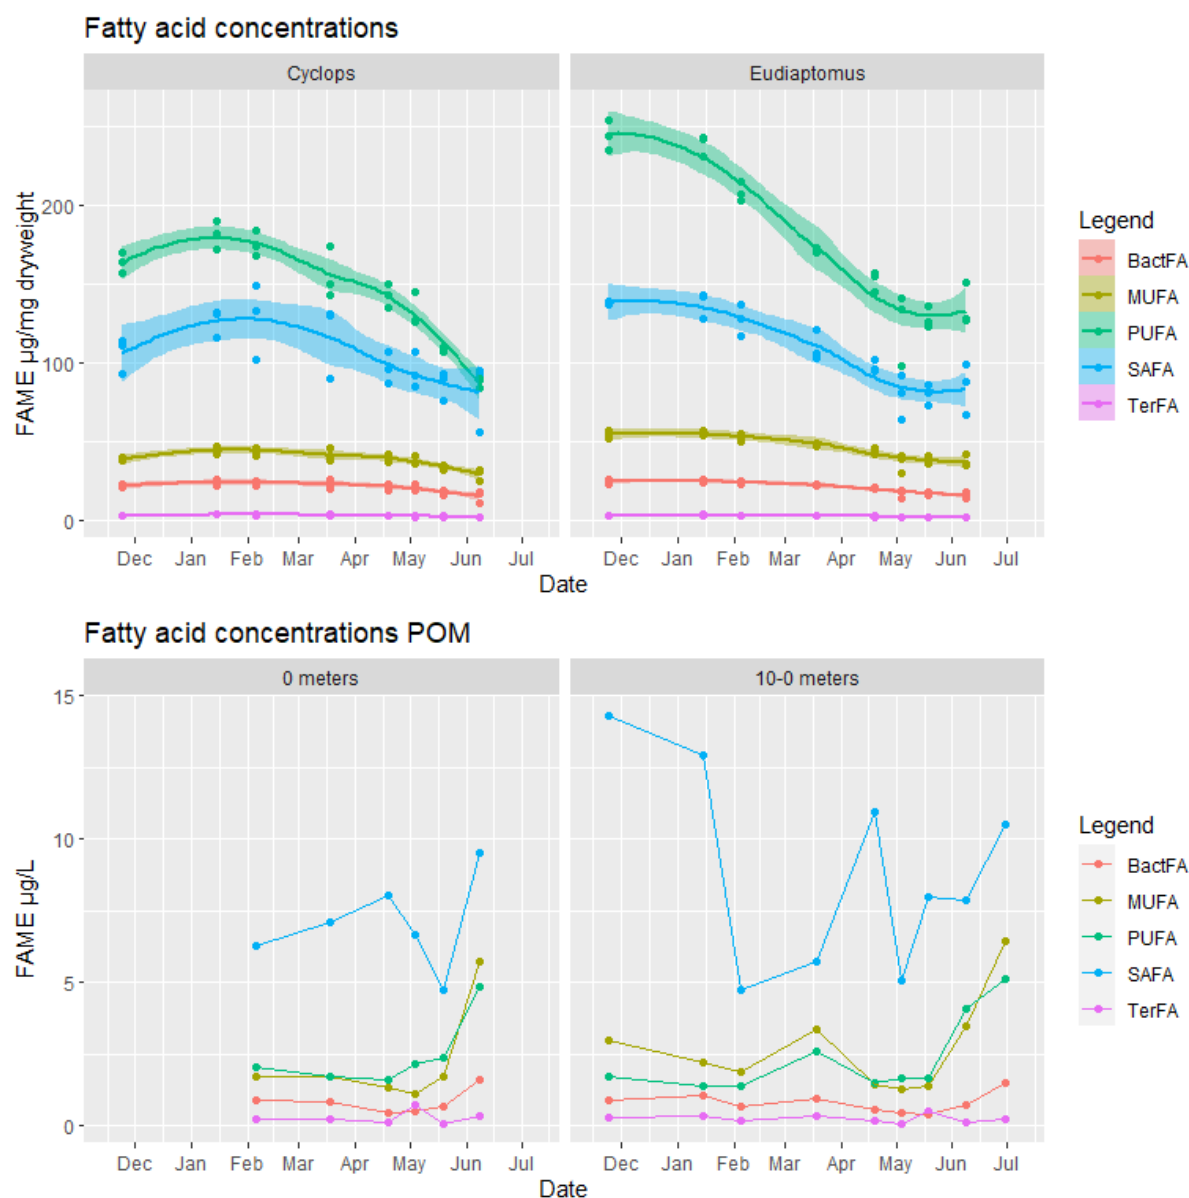 Fatty acid concentrations
Cyclops
Eudiaptomus
FAME µg/mg dryweight
200
100
0
Dec Jan Feb Mar Apr May Jun Jul
Dec Jan Feb Mar Apr May Jun Jul
Date
Legend
BactFA
MUFA
PUFA
SAFA
TerFA
Fatty acid concentrations POM
0 meters
10-0 meters
FAME µg/L
15
10
5
0
Dec Jan Feb Mar Apr May Jun Jul
Dec Jan Feb Mar Apr May Jun Jul
Date
Legend
BactFA
MUFA
PUFA
SAFA
TerFA